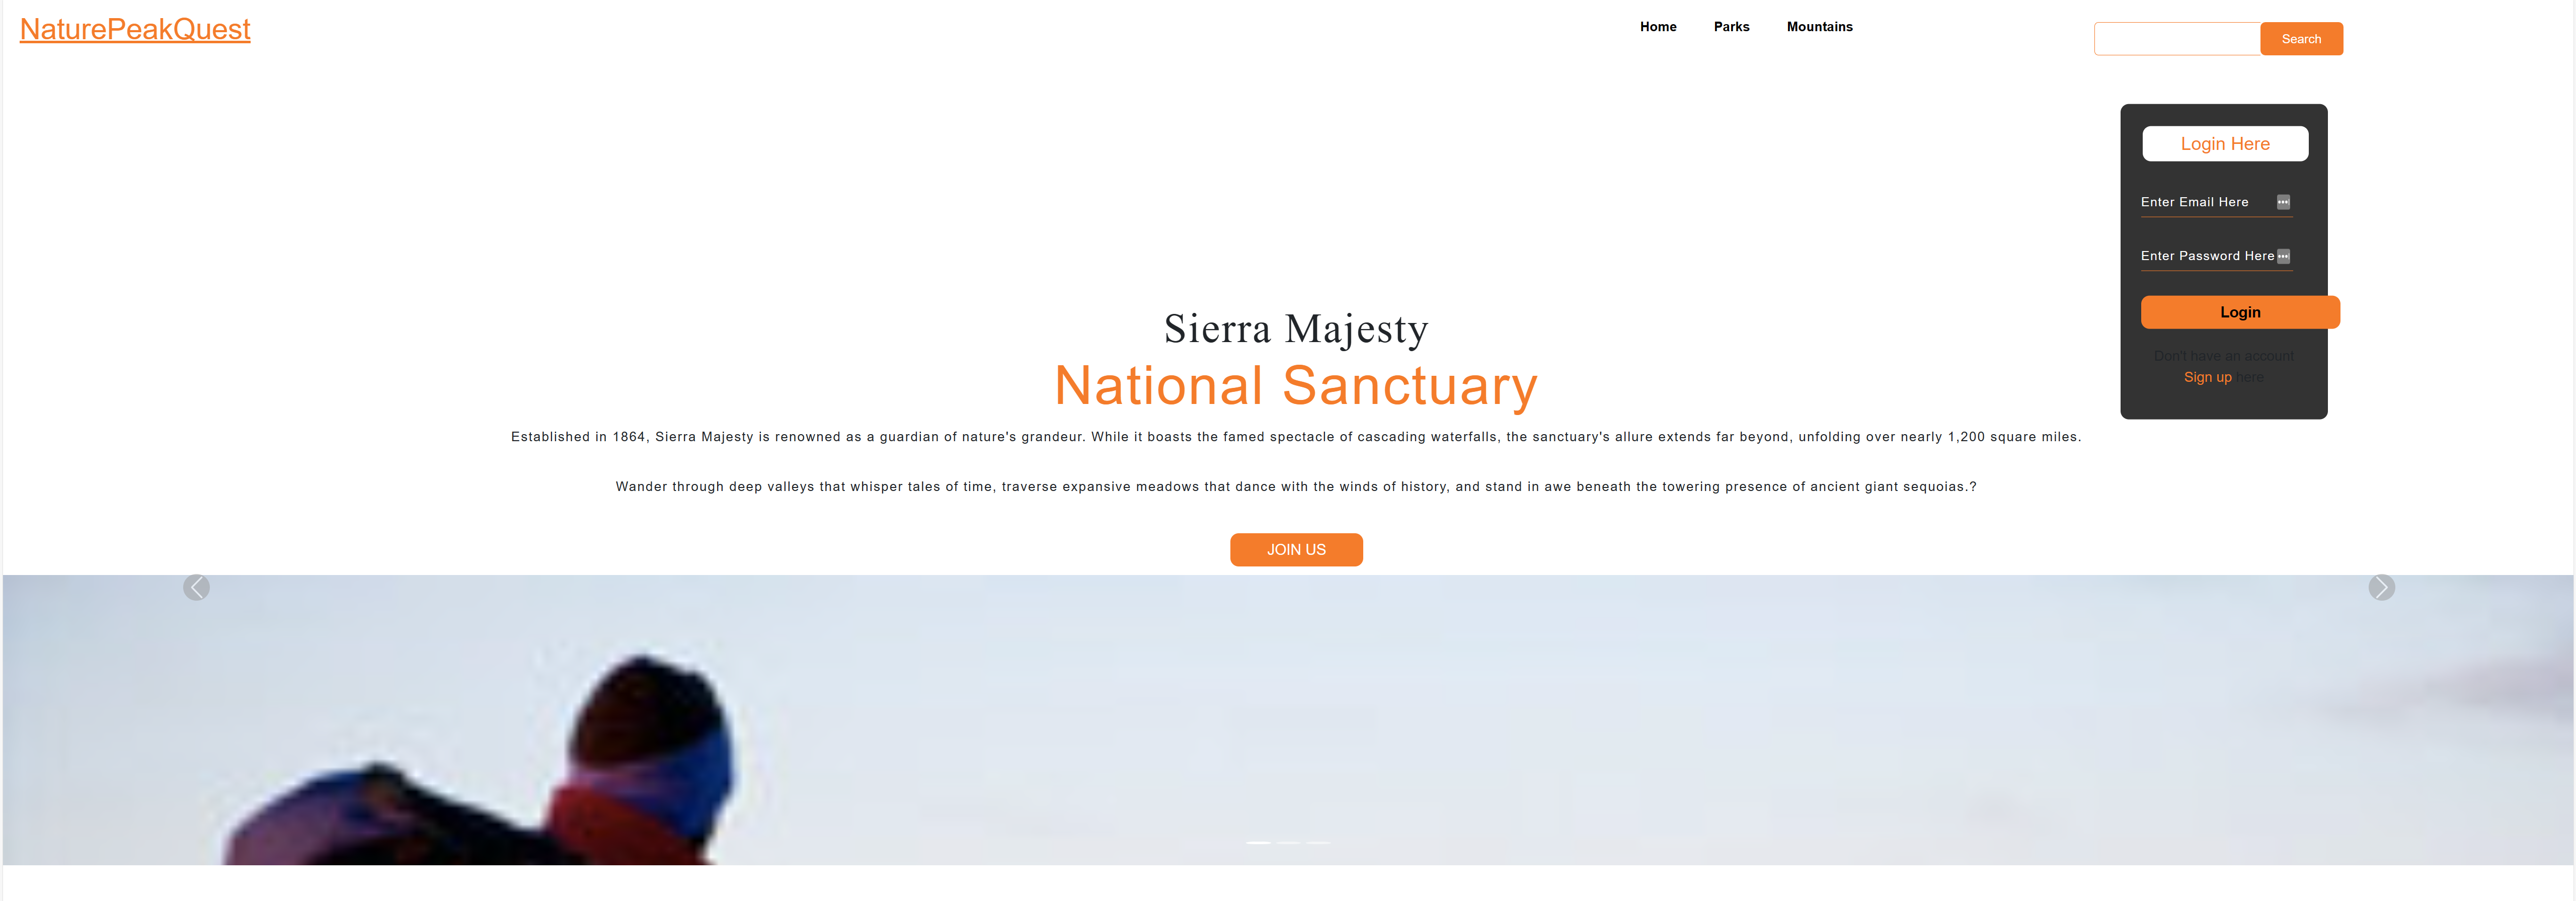 NaturePeakQuest
Home Parks Mountains
Search
Login Here
Enter Email Here
Enter Password Here
Login
Don't have an account
Sign up here
Sierra Majesty
National Sanctuary
Established in 1864, Sierra Majesty is renowned as a guardian of nature's grandeur. While it boasts the famed spectacle of cascading waterfalls, the sanctuary's allure extends far beyond, unfolding over nearly 1,200 square miles.
Wander through deep valleys that whisper tales of time, traverse expansive meadows that dance with the winds of history, and stand in awe beneath the towering presence of ancient giant sequoias.?
JOIN US